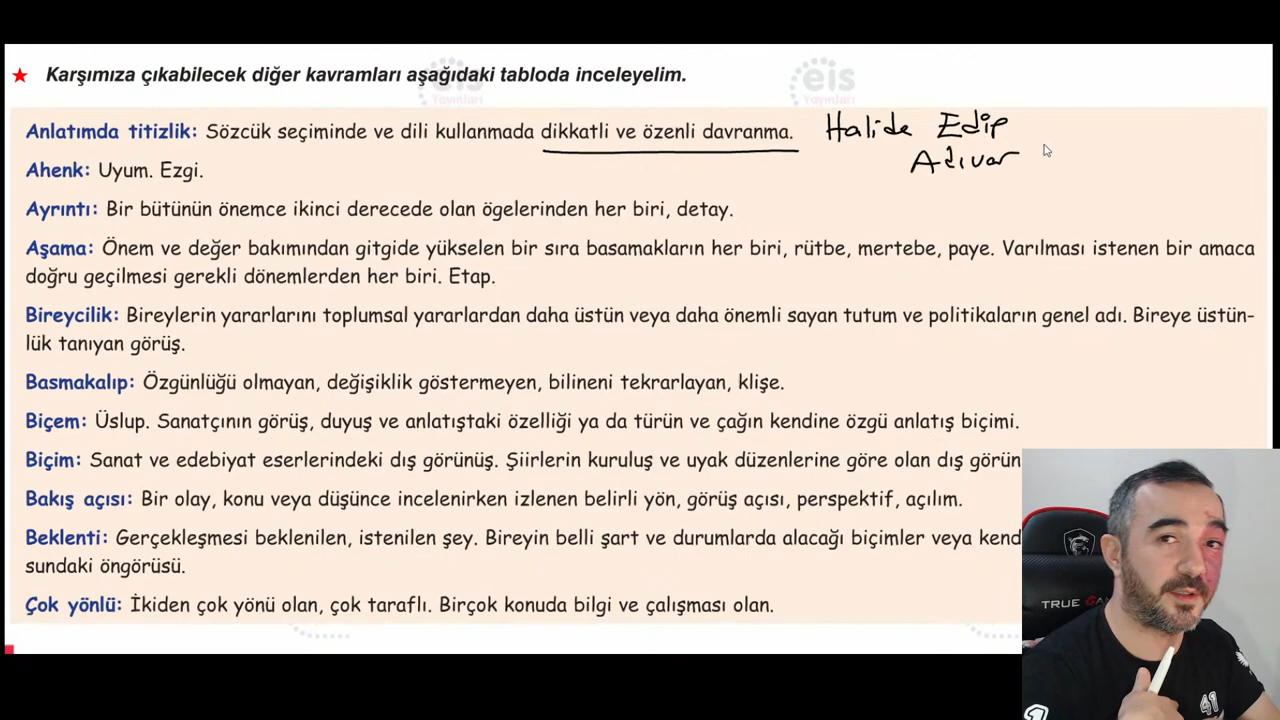 eis
Yayınları
eis
Yayınları
★ Karşımıza çıkabilecek diğer kavramları aşağıdaki tabloda inceleyelim.
Anlatımda titizlik: Sözcük seçiminde ve dili kullanmada dikkatli ve özenli davranma. Halide Edip
Adıvar
Ahenk: Uyum. Ezgi.
Ayrıntı: Bir bütünün önemce ikinci derecede olan ögelerinden her biri, detay.
Aşama: Önem ve değer bakımından gitgide yükselen bir sıra basamakların her biri, rütbe, mertebe, paye. Varılması istenen bir amaca
doğru geçilmesi gerekli dönemlerden her biri. Etap.
Bireycilik: Bireylerin yararlarını toplumsal yararlardan daha üstün veya daha önemli sayan tutum ve politikaların genel adı. Bireye üstün-
lük tanıyan görüş.
Basmakalıp: Özgünlüğü olmayan, değişiklik göstermeyen, bilineni tekrarlayan, klişe.
Biçem: Üslup. Sanatçının görüş, duyuş ve anlatıştaki özelliği ya da türün ve çağın kendine özgü anlatış biçimi.
Biçim: Sanat ve edebiyat eserlerindeki dış görünüş. Şiirlerin kuruluş ve uyak düzenlerine göre olan dış görün
Bakış açısı: Bir olay, konu veya düşünce incelenirken izlenen belirli yön, görüş açısı, perspektif, açılım.
Beklenti: Gerçekleşmesi beklenilen, istenilen şey. Bireyin belli şart ve durumlarda alacağı biçimler veya kend
sundaki öngörüsü.
Çok yönlü: İkiden çok yönü olan, çok taraflı. Birçok konuda bilgi ve çalışması olan.
TRUE GA
41